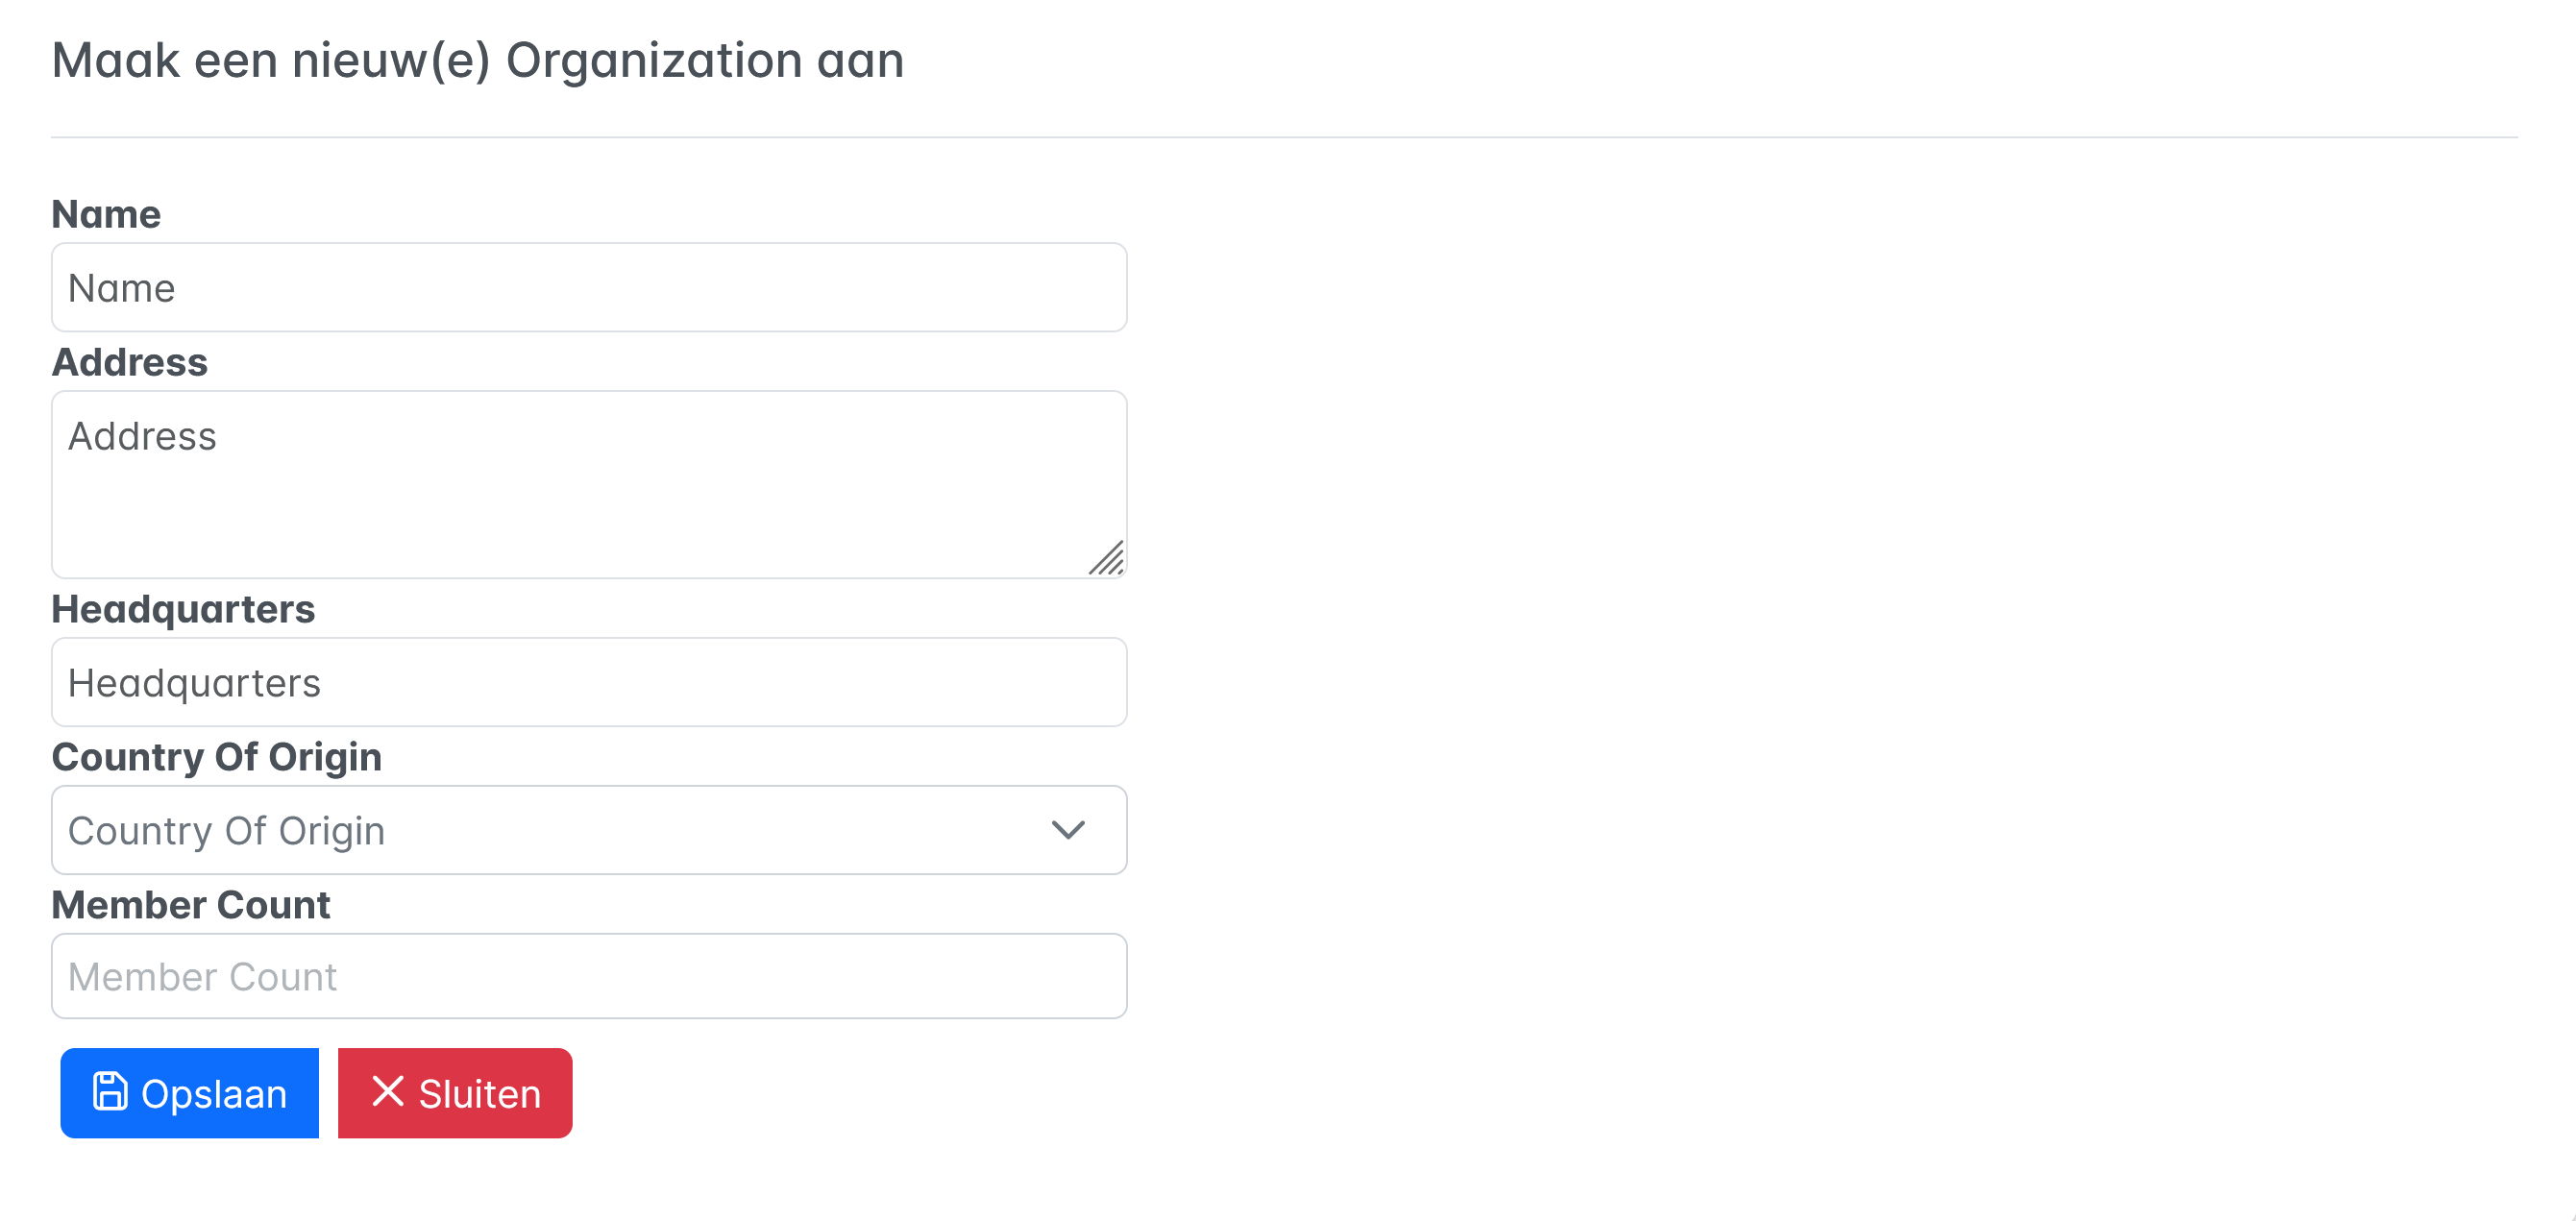 Maak een nieuw(e) Organization aan
Name
Name
Address
Address
Headquarters
Headquarters
Country Of Origin
Country Of Origin
Member Count
Member Count
Opslaan Sluiten